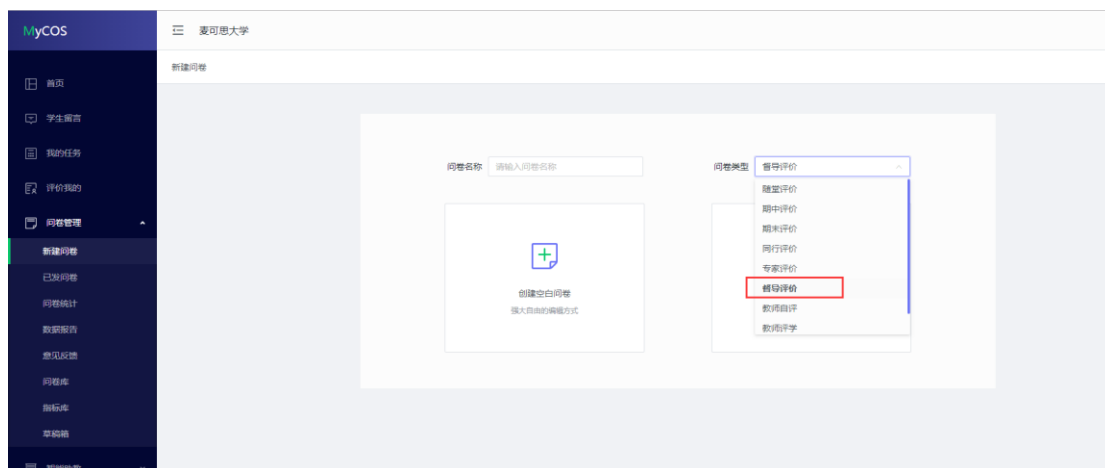 MyCOS
麦可思大学
新建问卷
首页
学生留言
我的任务
评价我的
问卷管理
新建问卷
已发问卷
问卷统计
数据报告
意见反馈
问卷库
指标库
草稿箱
问卷名称 请输入问卷名称
问卷类型 督导评价
随堂评价
期中评价
期末评价
同行评价
专家评价
督导评价
教师自评
教师评学
创建空白问卷
强大自由的编辑方式